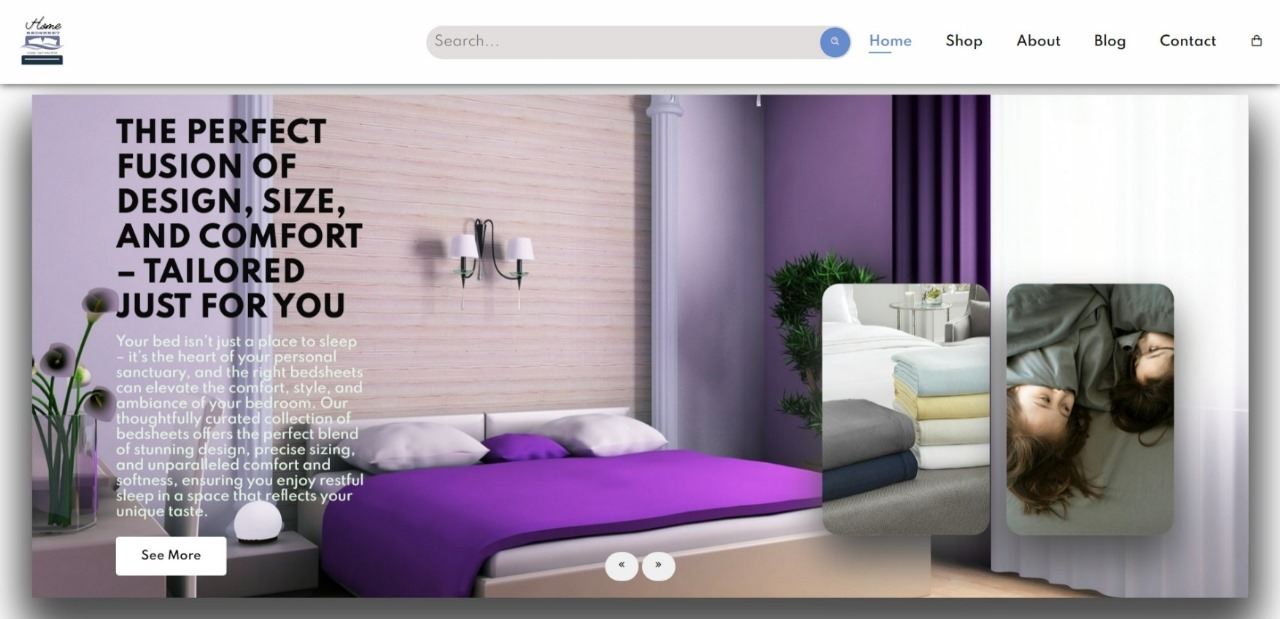 Home
Search...
Home
Shop
About
Blog
Contact
THE PERFECT
FUSION OF
DESIGN, SIZE,
AND COMFORT
– TAILORED
JUST FOR YOU
Your bed isn't just a place to sleep
– it's the heart of your personal
sanctuary, and the right bedsheets
can elevate the comfort, style, and
ambiance of your bedroom. Our
thoughtfully curated collection of
bedsheets offers the perfect blend
of stunning design, precise sizing,
and unparalleled comfort and
softness, ensuring you enjoy restful
sleep in a space that reflects your
unique taste.
See More
« »